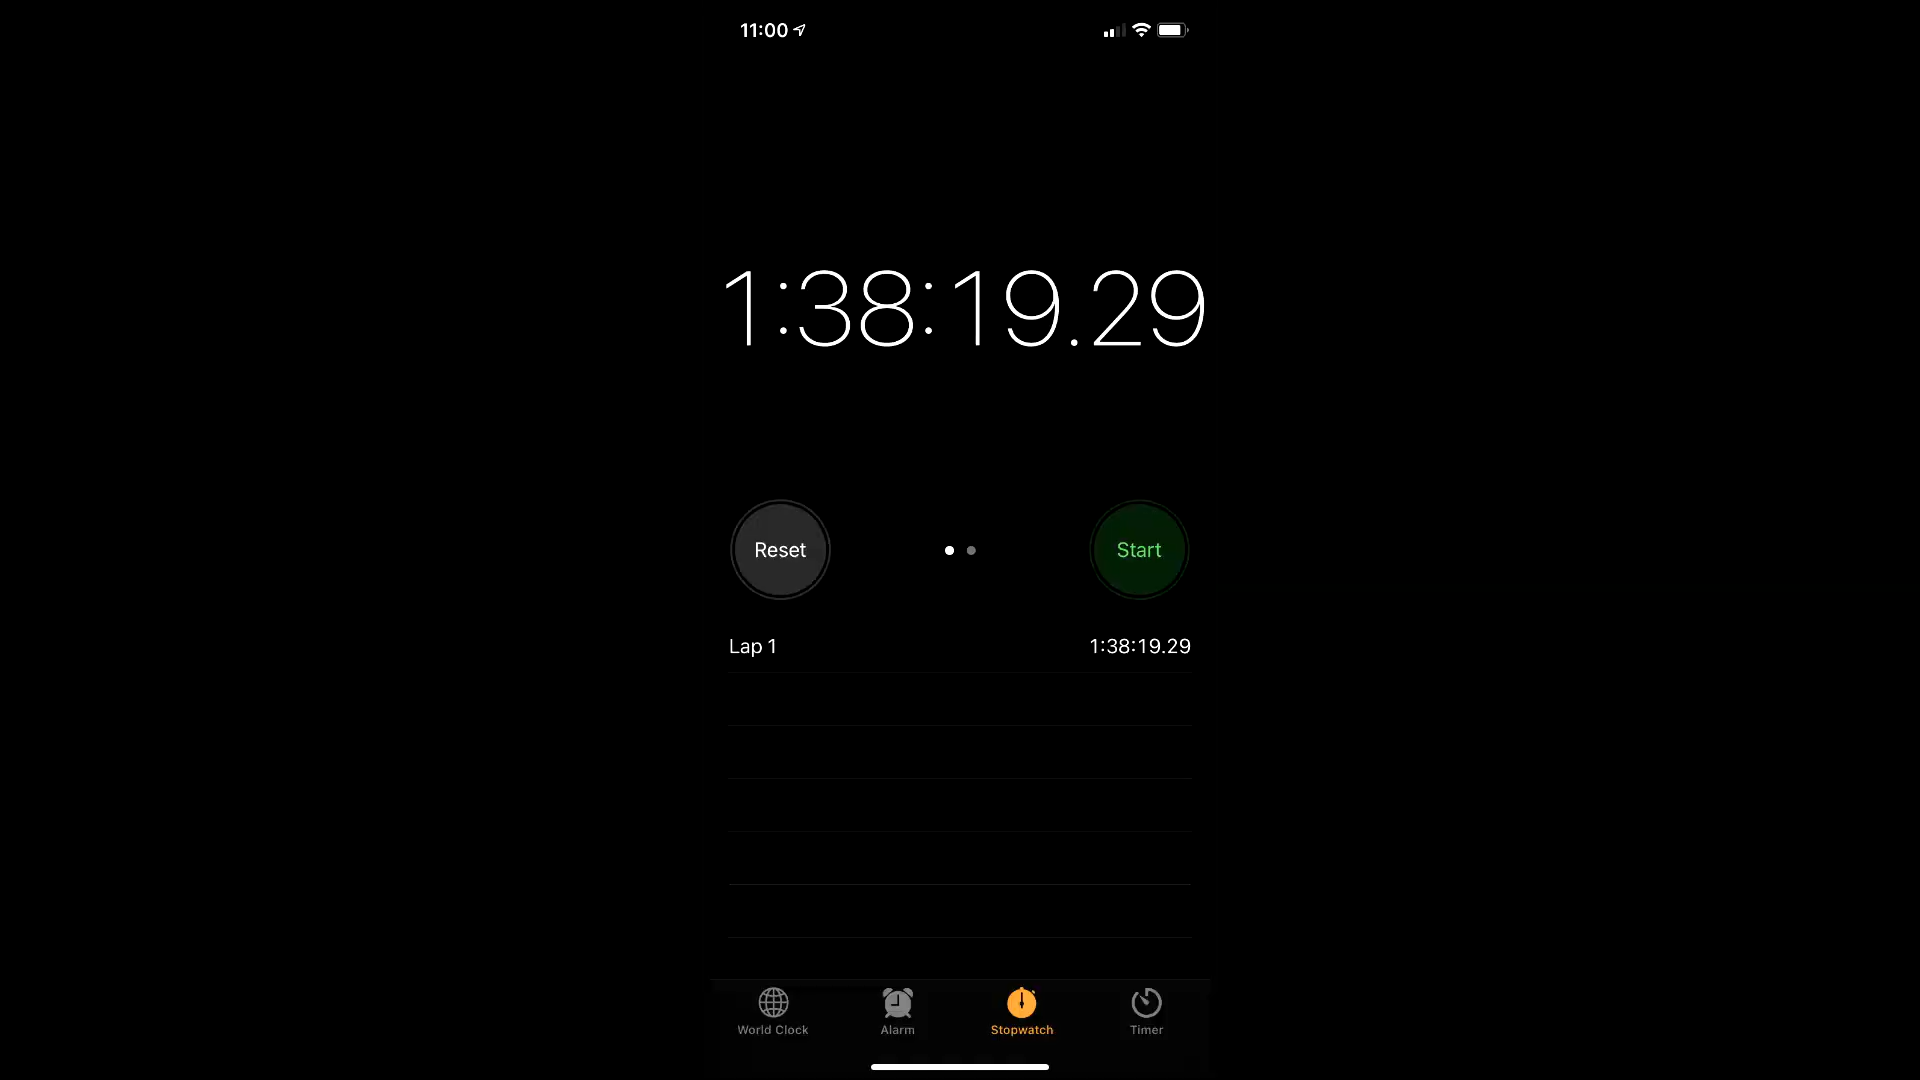 11:00
1:38:19.29
Reset
Start
Lap 1
1:38:19.29
World Clock
Alarm
Stopwatch
Timer